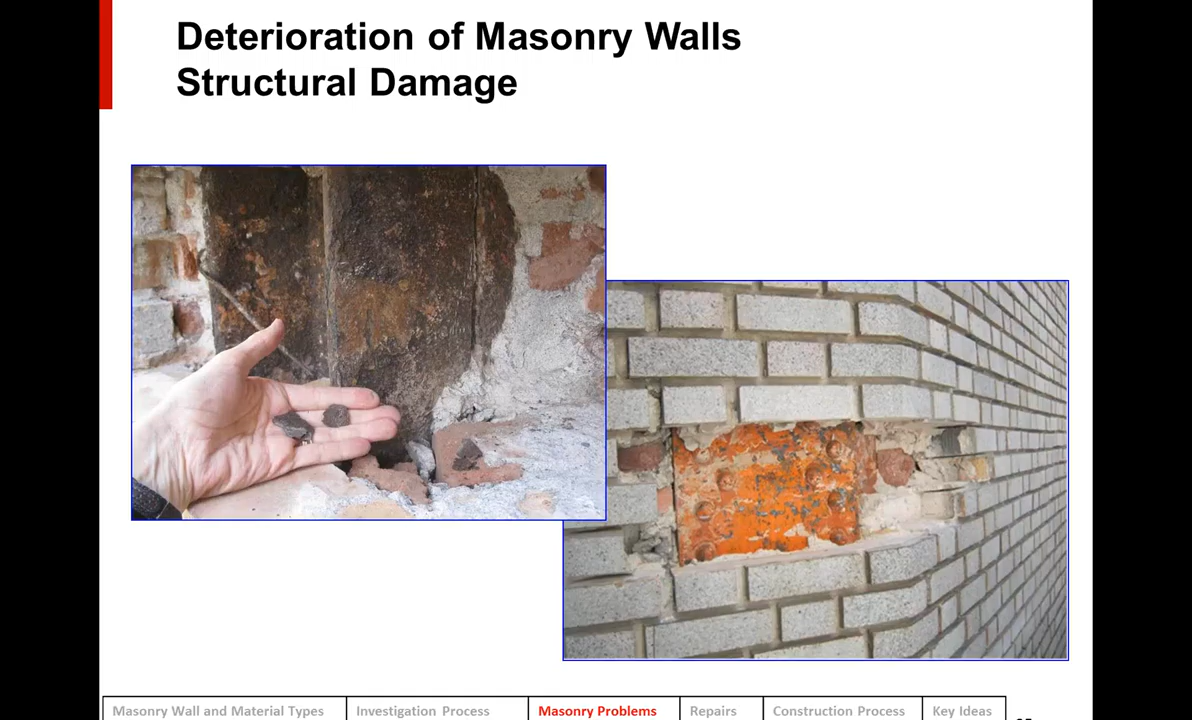 Deterioration of Masonry Walls
Structural Damage
Masonry Wall and Material Types
Investigation Process
Masonry Problems
Repairs
Construction Process
Key Ideas